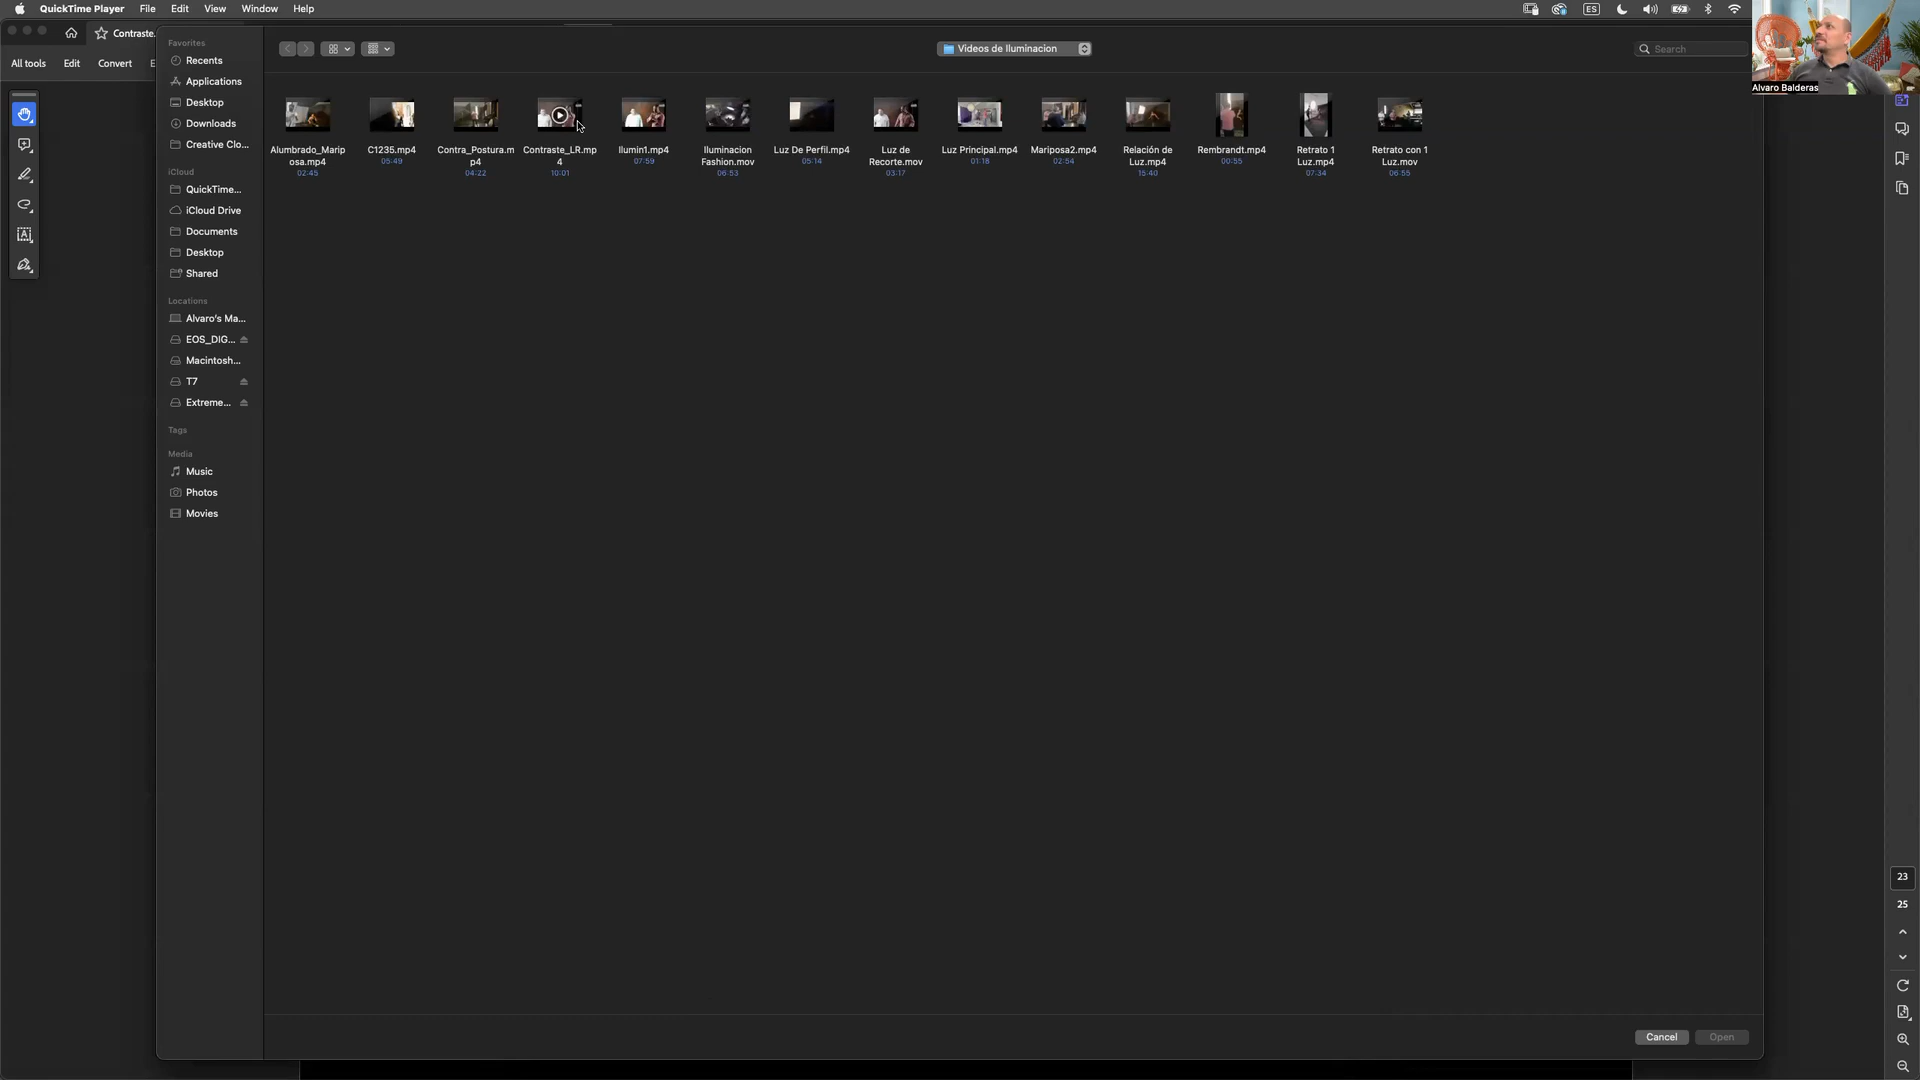 QuickTime Player File Edit View Window Help
ES
Contraste.
All tools Edit Convert E
Favorites
Recents
Applications
Desktop
Downloads
Creative Clo...
iCloud
QuickTime...
iCloud Drive
Documents
Desktop
Shared
Locations
Alvaro's Ma...
EOS_DIG...
Macintosh...
T7
Extreme...
Tags
Media
Music
Photos
Movies
Videos de Iluminacion
Search
Alumbrado_Marip
osa.mp4
02:45
C1235.mp4
05:49
Contra_Postura.m
p4
04:22
Contraste_LR.mp
4
10:01
Ilumin1.mp4
07:59
Iluminacion
Fashion.mov
06:53
Luz De Perfil.mp4
05:14
Luz de
Recorte.mov
03:17
Luz Principal.mp4
01:18
Mariposa2.mp4
02:54
Relación de
Luz.mp4
15:40
Rembrandt.mp4
00:55
Retrato 1
Luz.mp4
07:34
Retrato con 1
Luz.mov
06:55
Cancel Open
Alvaro Balderas
23
25